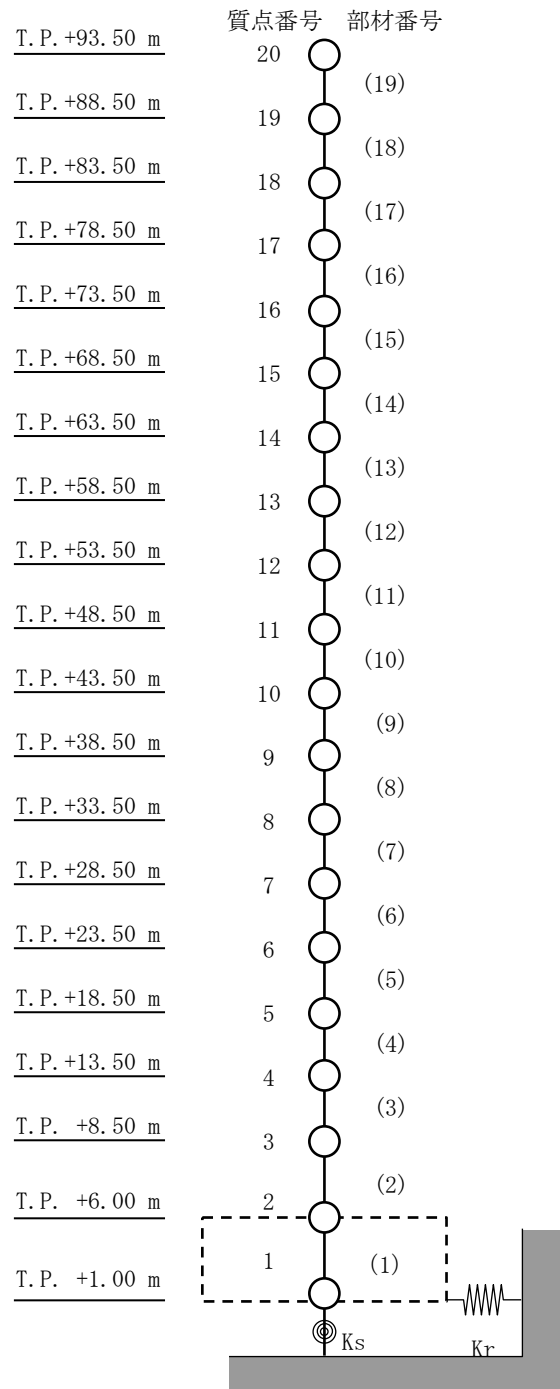 質点番号 部材番号
T.P.+93.50 m 20
(19)
T.P.+88.50 m 19
(18)
T.P.+83.50 m 18
(17)
T.P.+78.50 m 17
(16)
T.P.+73.50 m 16
(15)
T.P.+68.50 m 15
(14)
T.P.+63.50 m 14
(13)
T.P.+58.50 m 13
(12)
T.P.+53.50 m 12
(11)
T.P.+48.50 m 11
(10)
T.P.+43.50 m 10
(9)
T.P.+38.50 m 9
(8)
T.P.+33.50 m 8
(7)
T.P.+28.50 m 7
(6)
T.P.+23.50 m 6
(5)
T.P.+18.50 m 5
(4)
T.P.+13.50 m 4
(3)
T.P. +8.50 m 3
(2)
T.P. +6.00 m 2
1 (1)
T.P. +1.00 m
Ks Kr